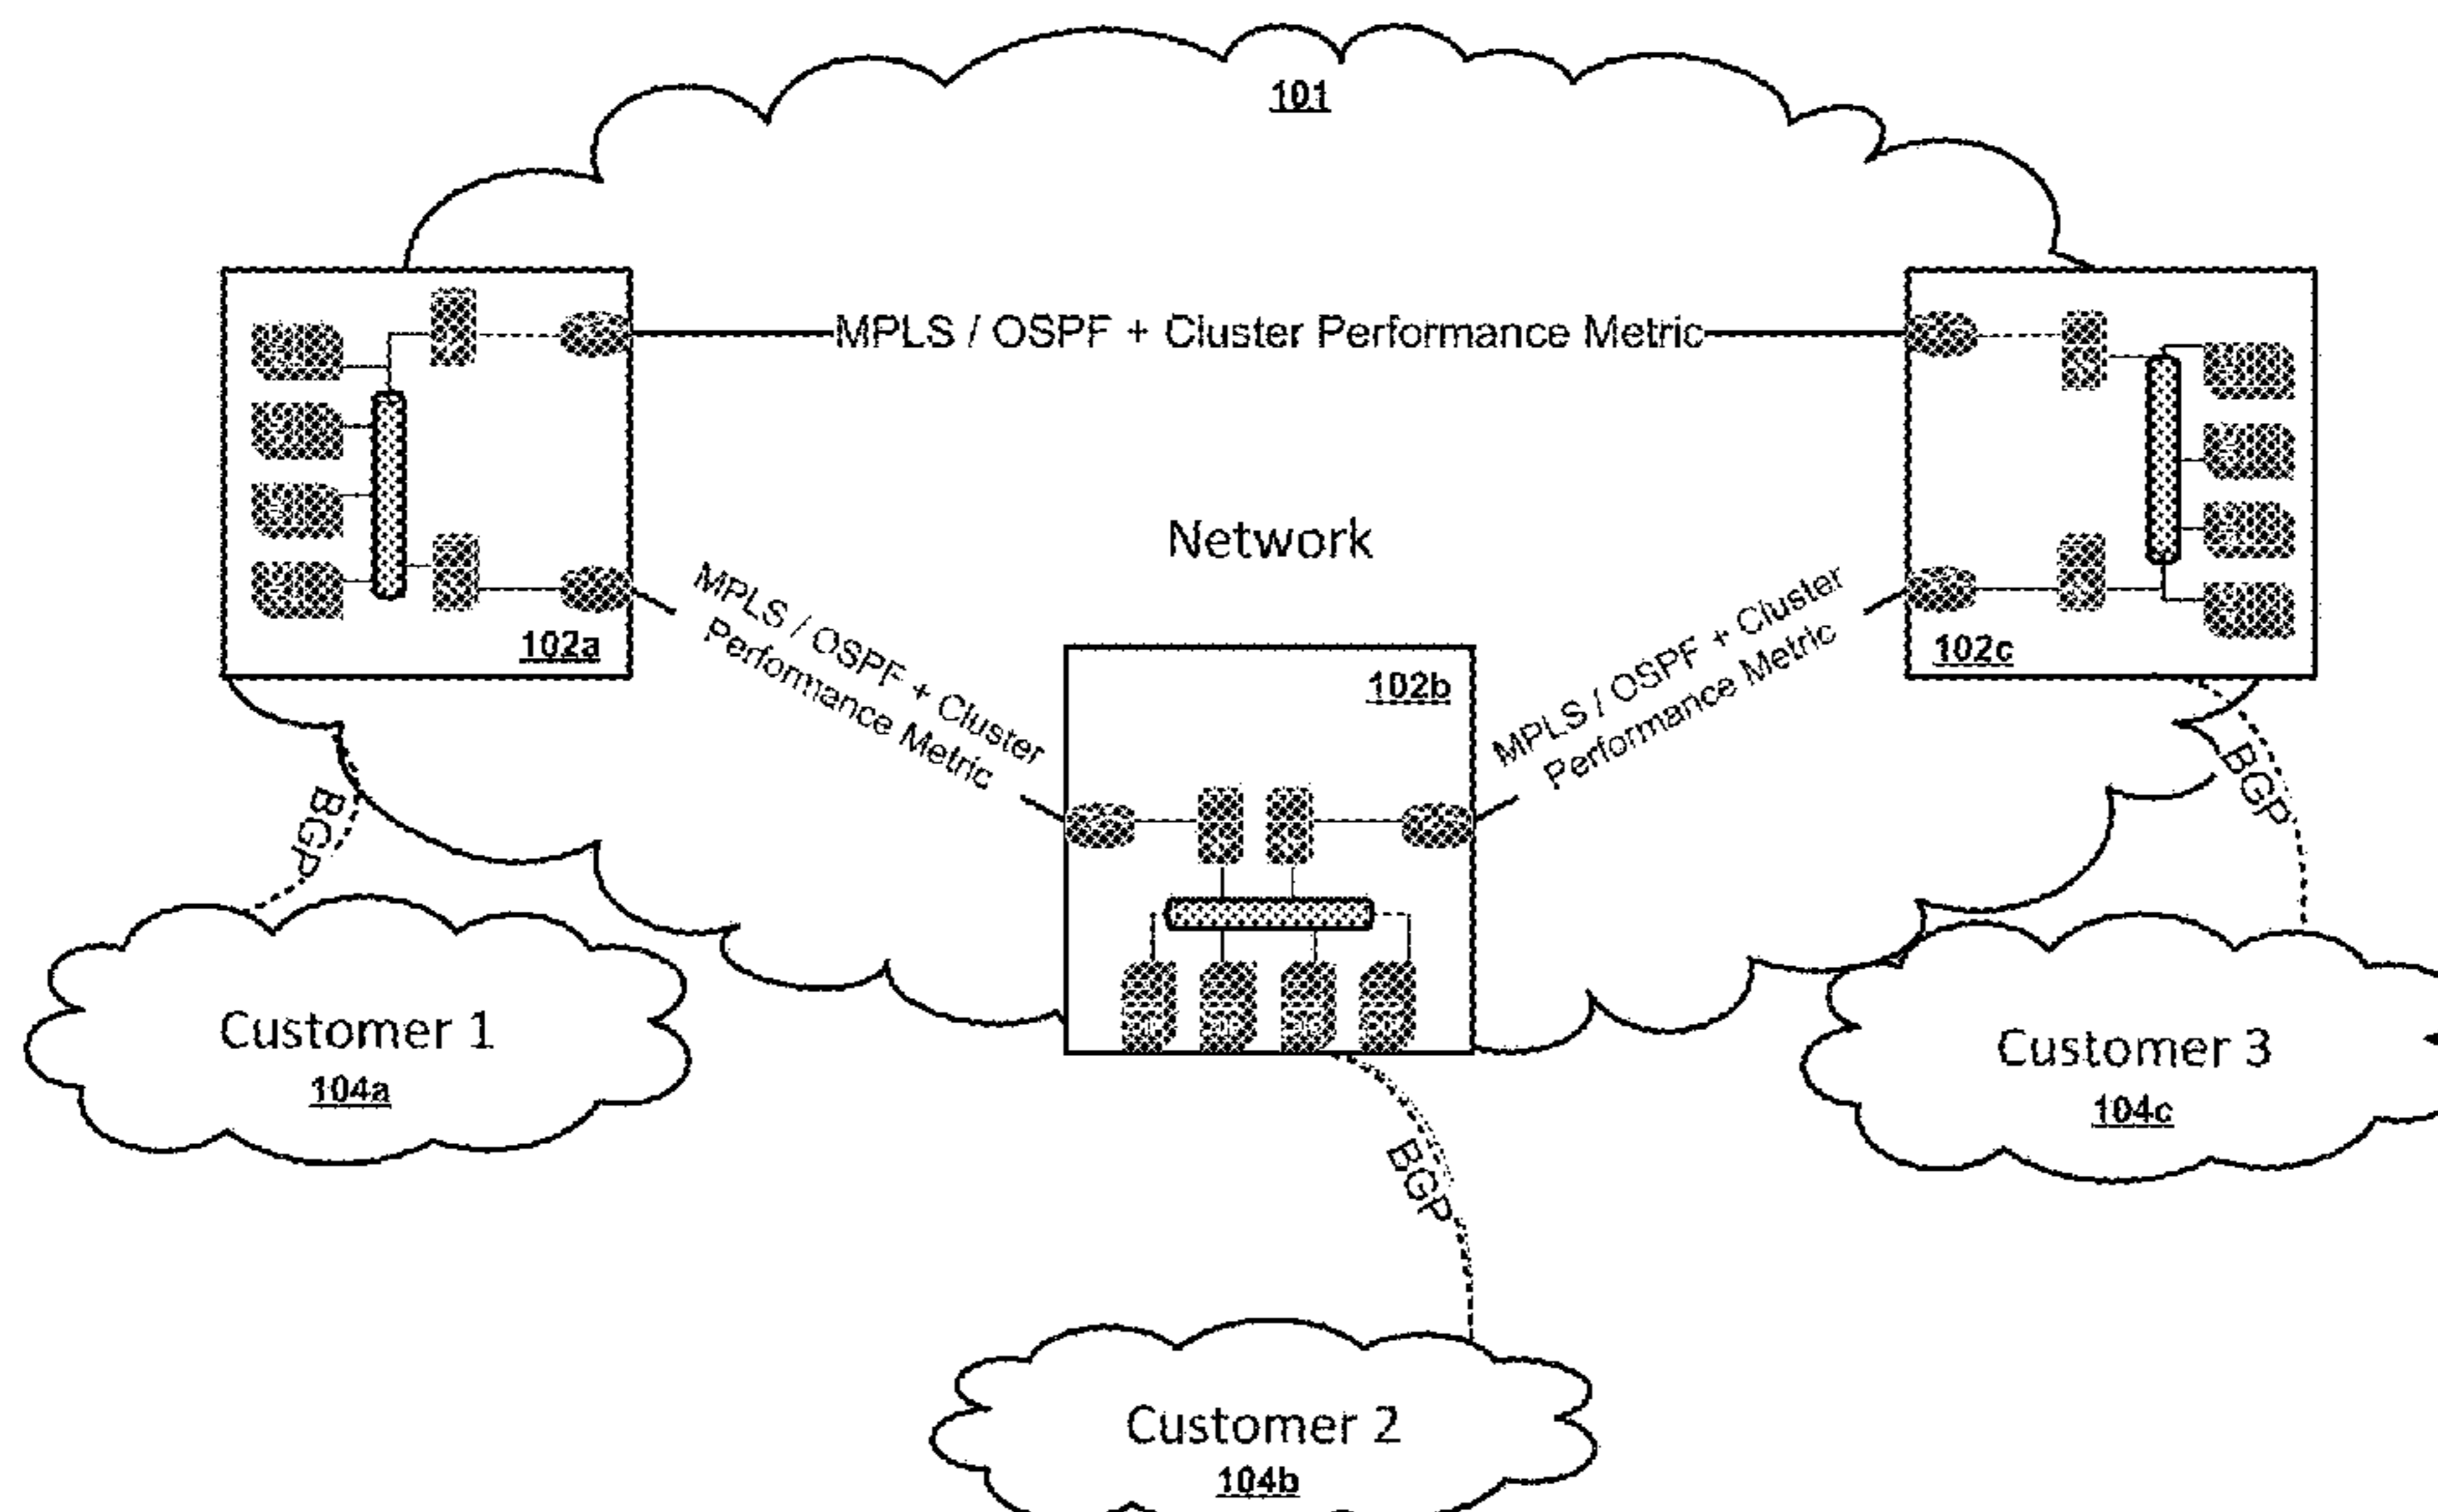 101
MPLS / OSPF + Cluster Performance Metric
Network
102a
MPLS / OSPF + Cluster
Performance Metric
102b
MPLS / OSPF + Cluster
Performance Metric
102c
BGP
BGP
Customer 1
104a
Customer 3
104c
BGP
Customer 2
104b